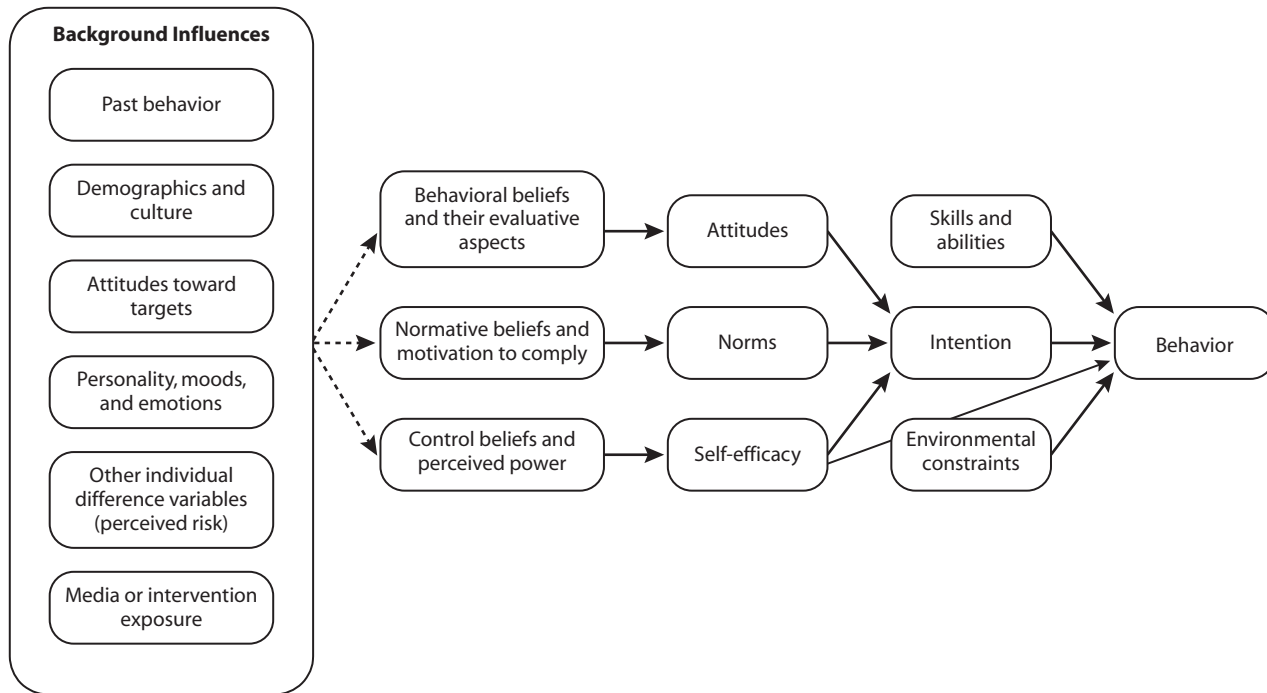 Background Influences
Past behavior
Demographics and
culture
Attitudes toward
targets
Personality, moods,
and emotions
Other individual
difference variables
(perceived risk)
Media or intervention
exposure
Behavioral beliefs
and their evaluative
aspects
Normative beliefs and
motivation to comply
Control beliefs and
perceived power
Attitudes
Norms
Self-efficacy
Skills and
abilities
Intention
Environmental
constraints
Behavior